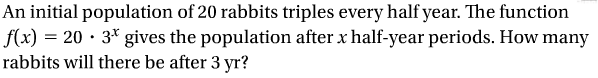 An initial population of 20 rabbits triples every half year. The function
f(x) = 20 · 3ˣ gives the population after x half-year periods. How many
rabbits will there be after 3 yr?